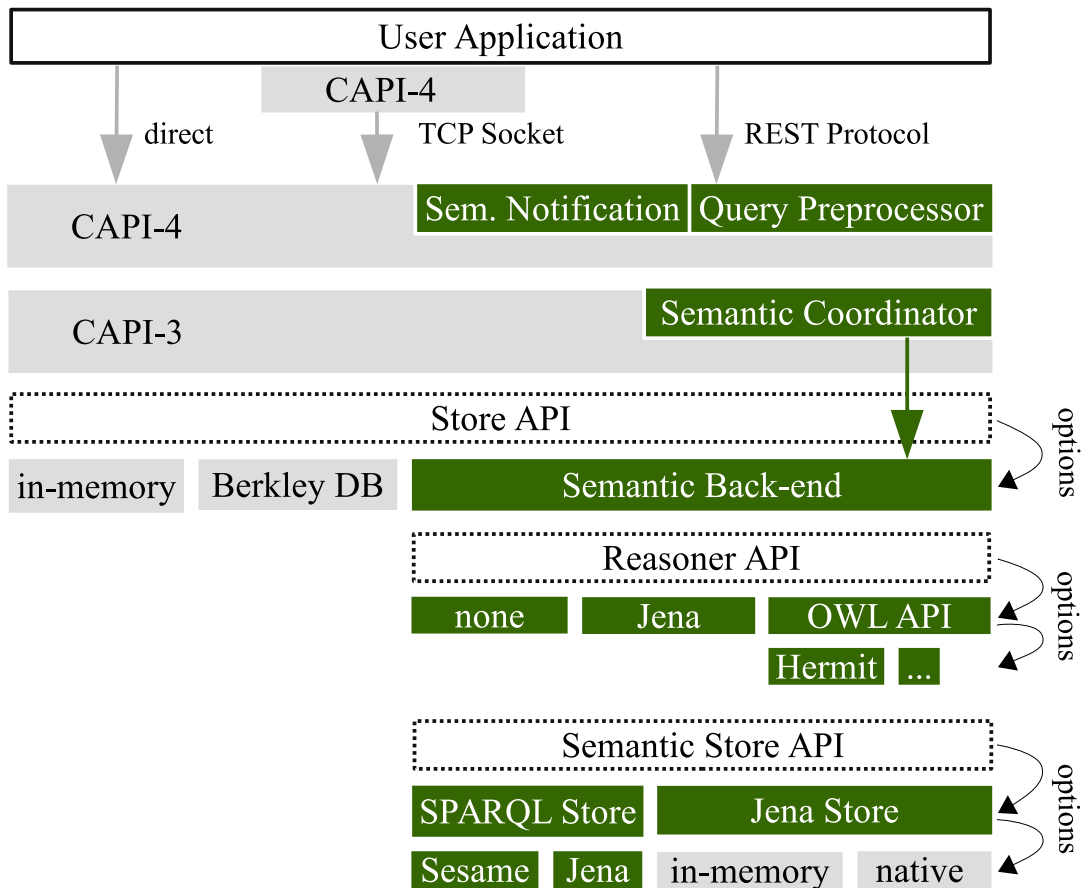 User Application
CAPI-4
direct
TCP Socket
REST Protocol
CAPI-4
Sem. Notification
Query Preprocessor
CAPI-3
Semantic Coordinator
Store API
options
in-memory
Berkley DB
Semantic Back-end
Reasoner API
options
none
Jena
OWL API
Hermit
...
Semantic Store API
options
SPARQL Store
Jena Store
Sesame
Jena
in-memory
native